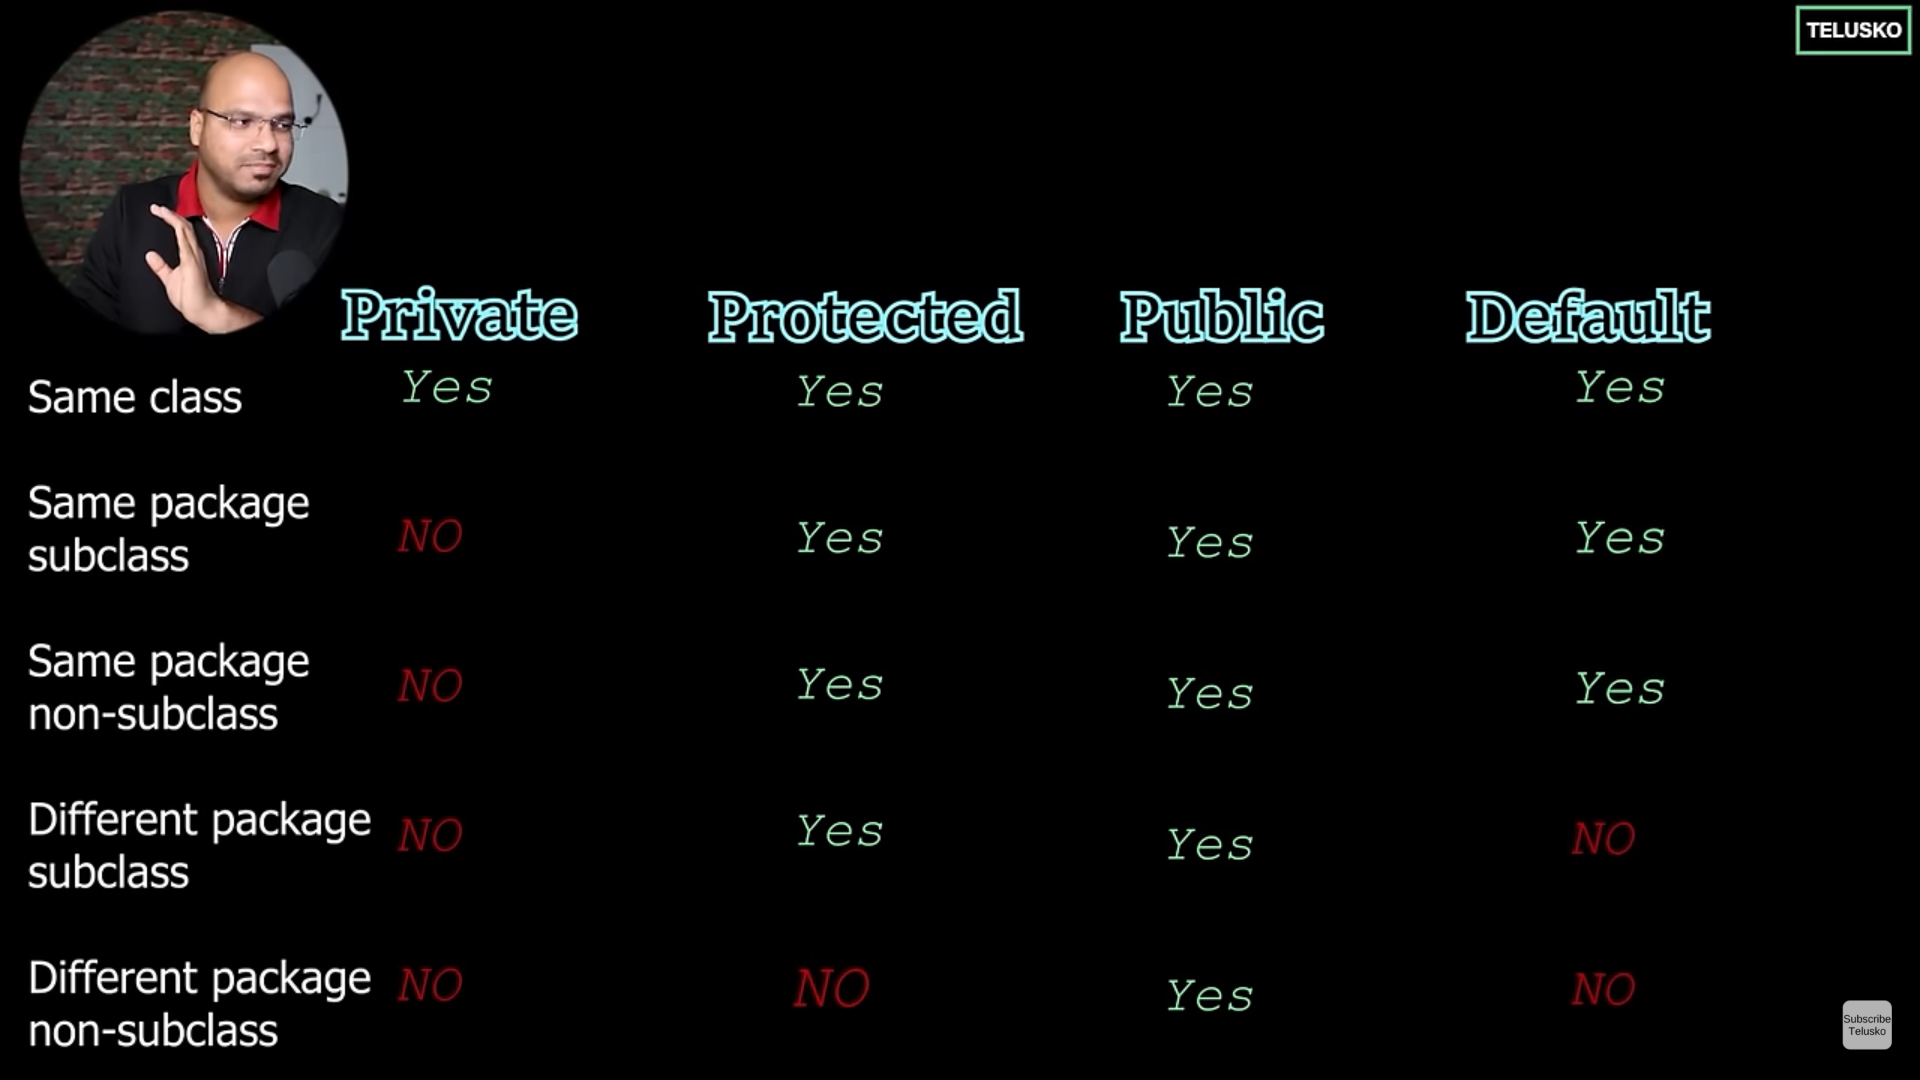 TELUSKO
Private Protected Public Default
Same class Yes Yes Yes Yes
Same package
subclass NO Yes Yes Yes
Same package
non-subclass NO Yes Yes Yes
Different package
subclass NO Yes Yes NO
Different package
non-subclass NO NO Yes NO
Subscribe
Telusko